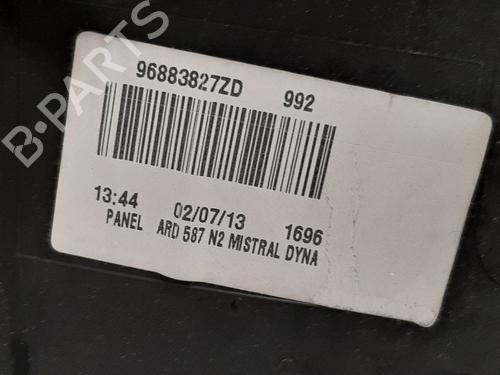 96883827ZD 992
13:44 02/07/13 1696
PANEL ARD 587 N2 MISTRAL DYNA
B-PARTS